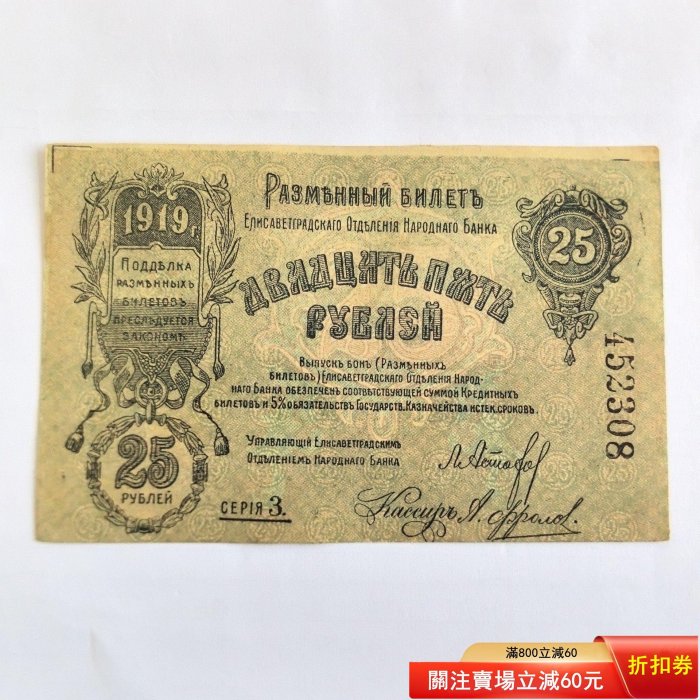 1919 г.
Поддѣлка
размѣнныхъ
билетовъ
преслѣдуется
закономъ.
Размѣнный билетъ
Елисаветградскаго Отдѣленія Народнаго Банка
25
ДВАДЦАТЬ ПЯТЬ
РУБЛЕЙ
452308
Выпускъ бонъ (размѣнныхъ
билетовъ) Елисаветградскаго Отдѣленія Народ-
наго Банка обезпеченъ соотвѣтствующей суммой Кредитныхъ
билетовъ и 5% обязательствъ Государств. Казначейства истек. сроковъ.
Управляющій Елисаветградскимъ
Отдѣленіемъ Народнаго Банка
25
РУБЛЕЙ
СЕРІЯ 3.
Кассиръ А. Фролов.
滿800立減60
關注賣場立減60元
折扣券